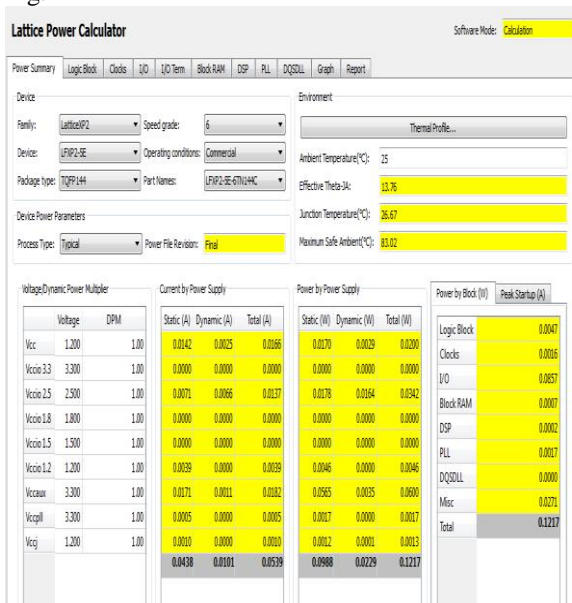 Lattice Power Calculator Software Mode: Calculation
Power Summary Logic Block Clocks I/O I/O Term Block RAM DSP PLL DQSDLL Graph Report
Device Environment
Family: LatticeXP2 Speed grade: 6 Thermal Profile...
Device: LFXP2-5E Operating conditions: Commercial Ambient Temperature(°C): 25
Package type: TQFP144 Part Names: LFXP2-5E-6TN144C Effective Theta-JA: 13.76
Junction Temperature(°C): 26.67
Device Power Parameters
Process Type: Typical Power File Revision: Final Maximum Safe Ambient(°C): 83.02
Voltage/Dynamic Power Multiplier Current by Power Supply Power by Power Supply Power by Block (W) Peak Startup (A)
Voltage DPM Static (A) Dynamic (A) Total (A) Static (W) Dynamic (W) Total (W)
Vcc 1.200 1.00 0.0142 0.0025 0.0166 0.0170 0.0029 0.0200 Logic Block 0.0047
Vccio 3.3 3.300 1.00 0.0000 0.0000 0.0000 0.0000 0.0000 0.0000 Clocks 0.0016
Vccio 2.5 2.500 1.00 0.0071 0.0066 0.0137 0.0178 0.0164 0.0342 I/O 0.0857
Vccio 1.8 1.800 1.00 0.0000 0.0000 0.0000 0.0000 0.0000 0.0000 Block RAM 0.0007
Vccio 1.5 1.500 1.00 0.0000 0.0000 0.0000 0.0000 0.0000 0.0000 DSP 0.0002
Vccio 1.2 1.200 1.00 0.0039 0.0000 0.0039 0.0046 0.0000 0.0046 PLL 0.0017
Vccaux 3.300 1.00 0.0171 0.0011 0.0182 0.0565 0.0035 0.0600 DQSDLL 0.0000
Vccpll 3.300 1.00 0.0005 0.0000 0.0005 0.0017 0.0000 0.0017 Misc 0.0271
Vccj 1.200 1.00 0.0010 0.0000 0.0010 0.0012 0.0001 0.0013 Total 0.1217
0.0438 0.0101 0.0539 0.0988 0.0229 0.1217